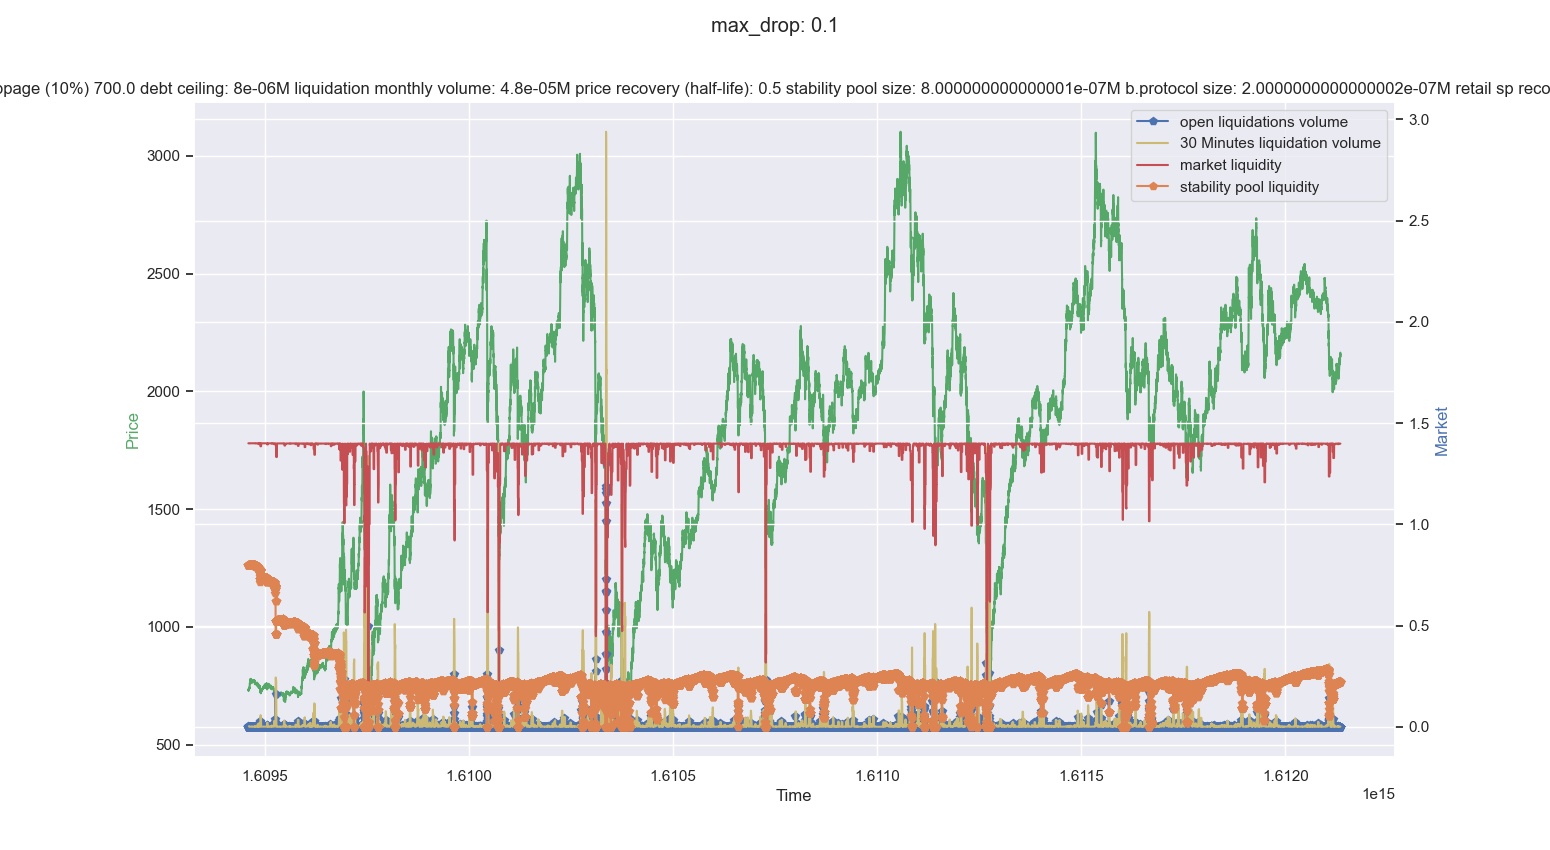 max_drop: 0.1
(10%) 700.0 debt ceiling: 8e-06M liquidation monthly volume: 4.8e-05M price recovery (half-life): 0.5 stability pool size: 8.000000000000001e-07M b.protocol size: 2.0000000000000002e-07M retail sp
open liquidations volume
30 Minutes liquidation volume
market liquidity
stability pool liquidity
3000
2500
2000
1500
1000
500
Price
3.0
2.5
2.0
1.5
1.0
0.5
0.0
Market
1.6095 1.6100 1.6105 1.6110 1.6115 1.6120
1e15
Time